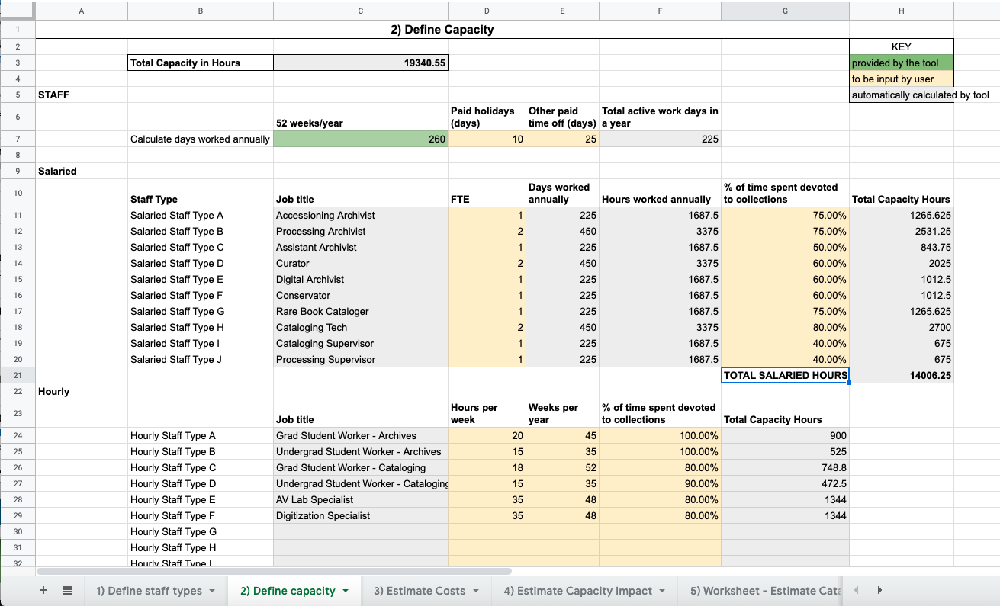 A B C D E F G H
1 2) Define Capacity
2 KEY
3 Total Capacity in Hours 19340.55 provided by the tool
4 to be input by user
5 STAFF automatically calculated by tool
Paid holidays Other paid Total active work days in
6 52 weeks/year (days) time off (days) a year
7 Calculate days worked annually 260 10 25 225
8
9 Salaried
Days worked % of time spent devoted
10 Staff Type Job title FTE annually Hours worked annually to collections Total Capacity Hours
11 Salaried Staff Type A Accessioning Archivist 1 225 1687.5 75.00% 1265.625
12 Salaried Staff Type B Processing Archivist 2 450 3375 75.00% 2531.25
13 Salaried Staff Type C Assistant Archivist 1 225 1687.5 50.00% 843.75
14 Salaried Staff Type D Curator 2 450 3375 60.00% 2025
15 Salaried Staff Type E Digital Archivist 1 225 1687.5 60.00% 1012.5
16 Salaried Staff Type F Conservator 1 225 1687.5 60.00% 1012.5
17 Salaried Staff Type G Rare Book Cataloger 1 225 1687.5 75.00% 1265.625
18 Salaried Staff Type H Cataloging Tech 2 450 3375 80.00% 2700
19 Salaried Staff Type I Cataloging Supervisor 1 225 1687.5 40.00% 675
20 Salaried Staff Type J Processing Supervisor 1 225 1687.5 40.00% 675
21 TOTAL SALARIED HOURS 14006.25
22 Hourly
Hours per Weeks per % of time spent devoted
23 Job title week year to collections Total Capacity Hours
24 Hourly Staff Type A Grad Student Worker - Archives 20 45 100.00% 900
25 Hourly Staff Type B Undergrad Student Worker - Archives 15 35 100.00% 525
26 Hourly Staff Type C Grad Student Worker - Cataloging 18 52 80.00% 748.8
27 Hourly Staff Type D Undergrad Student Worker - Cataloging 15 35 90.00% 472.5
28 Hourly Staff Type E AV Lab Specialist 35 48 80.00% 1344
29 Hourly Staff Type F Digitization Specialist 35 48 80.00% 1344
30 Hourly Staff Type G
31 Hourly Staff Type H
32 Hourly Staff Type I
+ 1) Define staff types 2) Define capacity 3) Estimate Costs 4) Estimate Capacity Impact 5) Worksheet - Estimate Cata